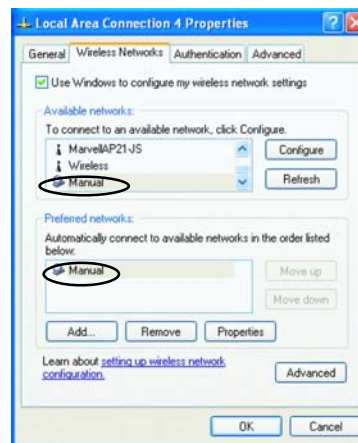 Local Area Connection 4 Properties
General Wireless Networks Authentication Advanced
Use Windows to configure my wireless network settings
Available networks:
To connect to an available network, click Configure.
MarvellAP21-JS
Wireless
Manual
Configure
Refresh
Preferred networks:
Automatically connect to available networks in the order listed
below:
Manual
Move up
Move down
Add... Remove Properties
Learn about setting up wireless network
configuration.
Advanced
OK Cancel